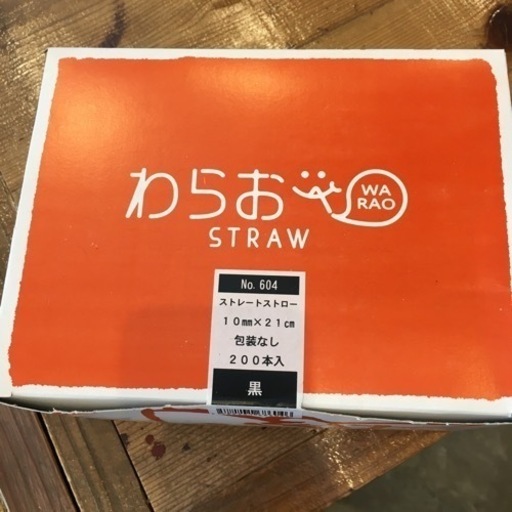 わらお
WA
RAO
STRAW
No. 604
ストレートストロー
10mm×21cm
包装なし
200本入
黒